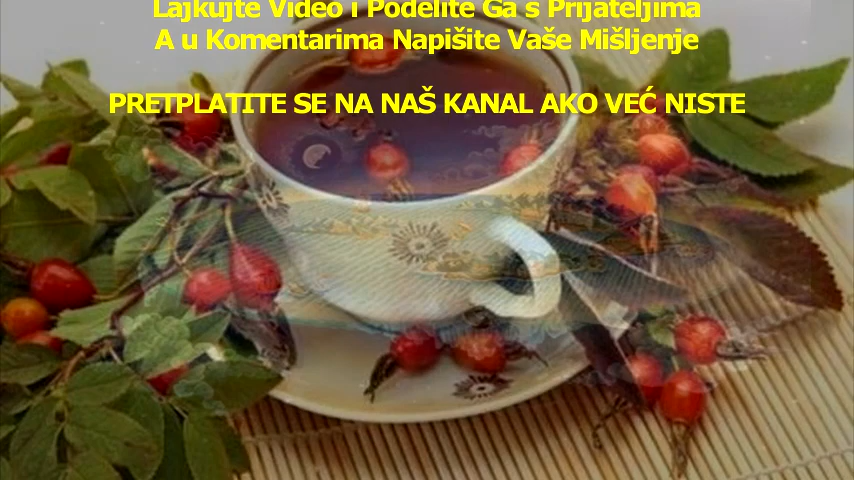 Lajkujte Video i Podelite Ga s Prijateljima
A u Komentarima Napišite Vaše Mišljenje
PRETPLATITE SE NA NAŠ KANAL AKO VEĆ NISTE